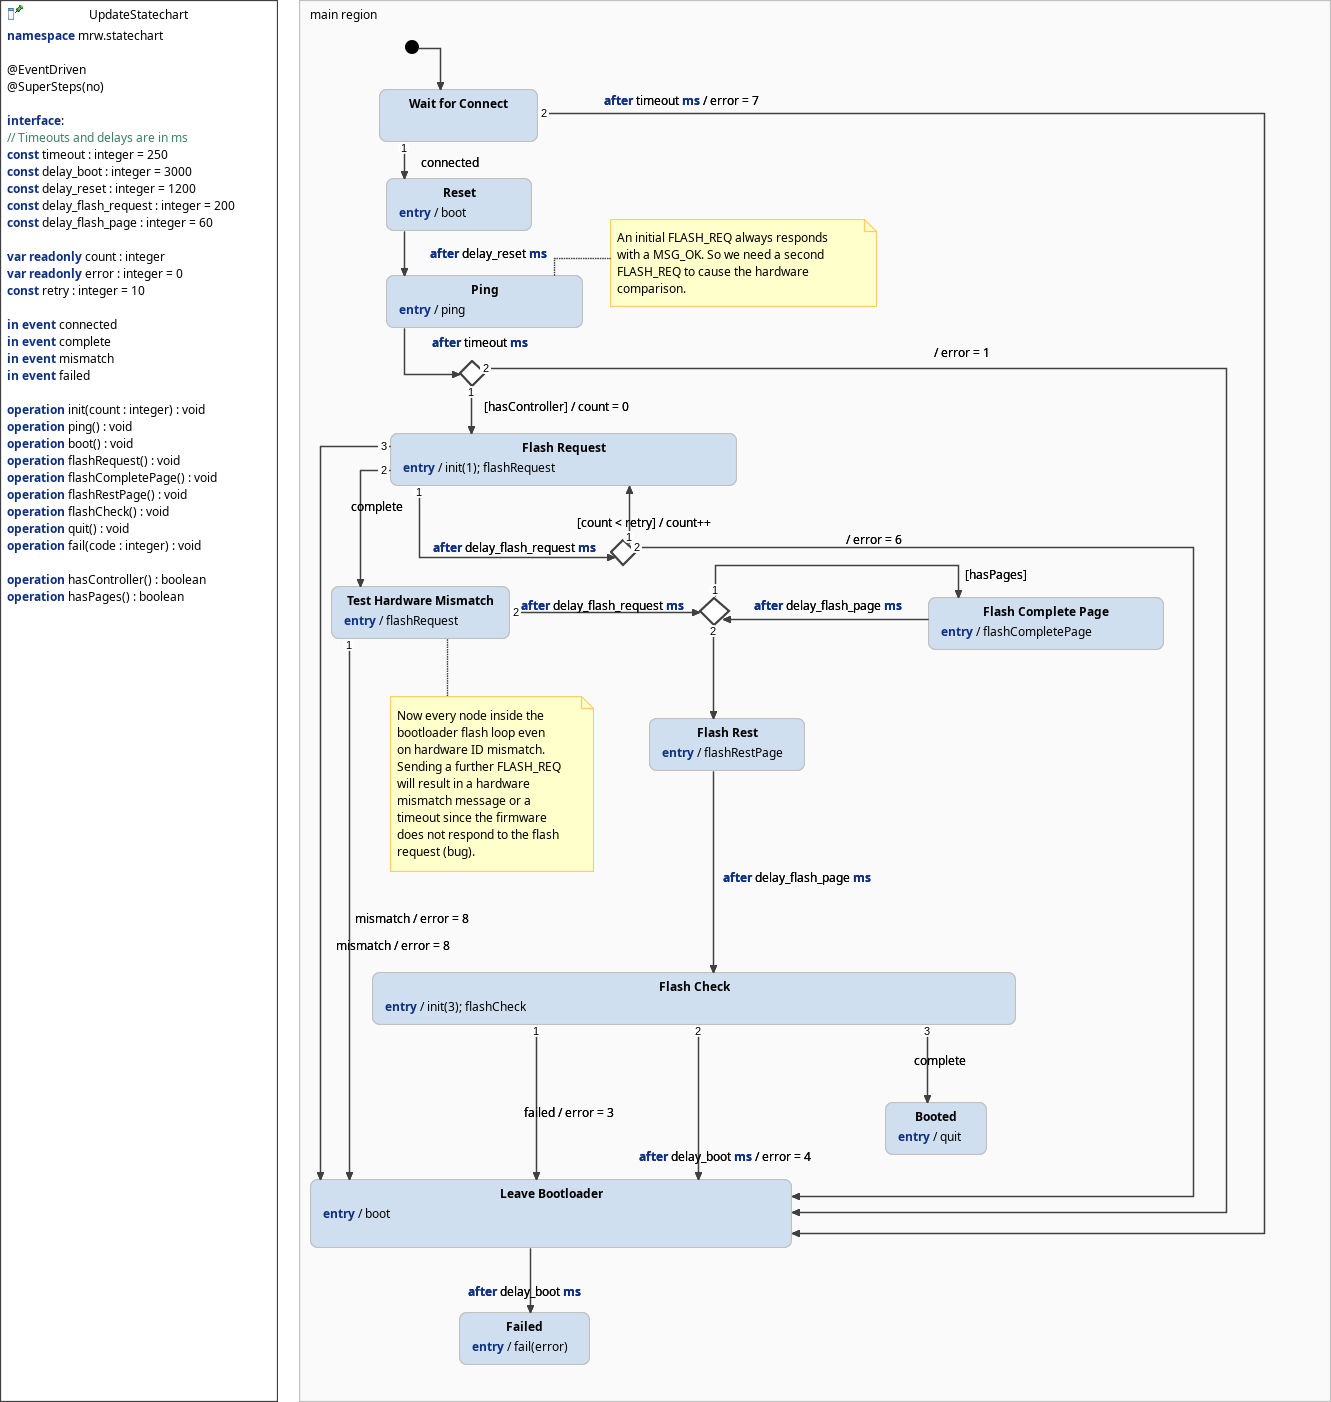 UpdateStatechart
namespace mrw.statechart
@EventDriven
@SuperSteps(no)
interface:
// Timeouts and delays are in ms
const timeout : integer = 250
const delay_boot : integer = 3000
const delay_reset : integer = 1200
const delay_flash_request : integer = 200
const delay_flash_page : integer = 60
var readonly count : integer
var readonly error : integer = 0
const retry : integer = 10
in event connected
in event complete
in event mismatch
in event failed
operation init(count : integer) : void
operation ping() : void
operation boot() : void
operation flashRequest() : void
operation flashCompletePage() : void
operation flashRestPage() : void
operation flashCheck() : void
operation quit() : void
operation fail(code : integer) : void
operation hasController() : boolean
operation hasPages() : boolean
main region
Wait for Connect
2
after timeout ms / error = 7
1
connected
Reset
entry / boot
after delay_reset ms
An initial FLASH_REQ always responds
with a MSG_OK. So we need a second
FLASH_REQ to cause the hardware
comparison.
Ping
entry / ping
after timeout ms
2
/ error = 1
1
[hasController] / count = 0
Flash Request
entry / init(1); flashRequest
3
2
1
complete
[count < retry] / count++
after delay_flash_request ms
1
2
/ error = 6
[hasPages]
Test Hardware Mismatch
entry / flashRequest
2
after delay_flash_request ms
1
2
after delay_flash_page ms
Flash Complete Page
entry / flashCompletePage
1
Now every node inside the
bootloader flash loop even
on hardware ID mismatch.
Sending a further FLASH_REQ
will result in a hardware
mismatch message or a
timeout since the firmware
does not respond to the flash
request (bug).
Flash Rest
entry / flashRestPage
after delay_flash_page ms
mismatch / error = 8
mismatch / error = 8
Flash Check
entry / init(3); flashCheck
1
2
3
complete
failed / error = 3
Booted
entry / quit
after delay_boot ms / error = 4
Leave Bootloader
entry / boot
after delay_boot ms
Failed
entry / fail(error)